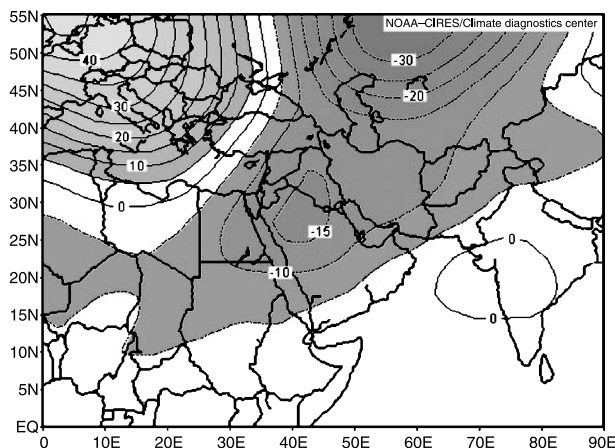 55N
NOAA–CIRES/Climate diagnostics center
50N
40
-30
45N
30
-20
40N
20
35N
10
30N
0
-15
25N
0
-10
20N
15N
0
10N
5N
EQ
0 10E 20E 30E 40E 50E 60E 70E 80E 90E